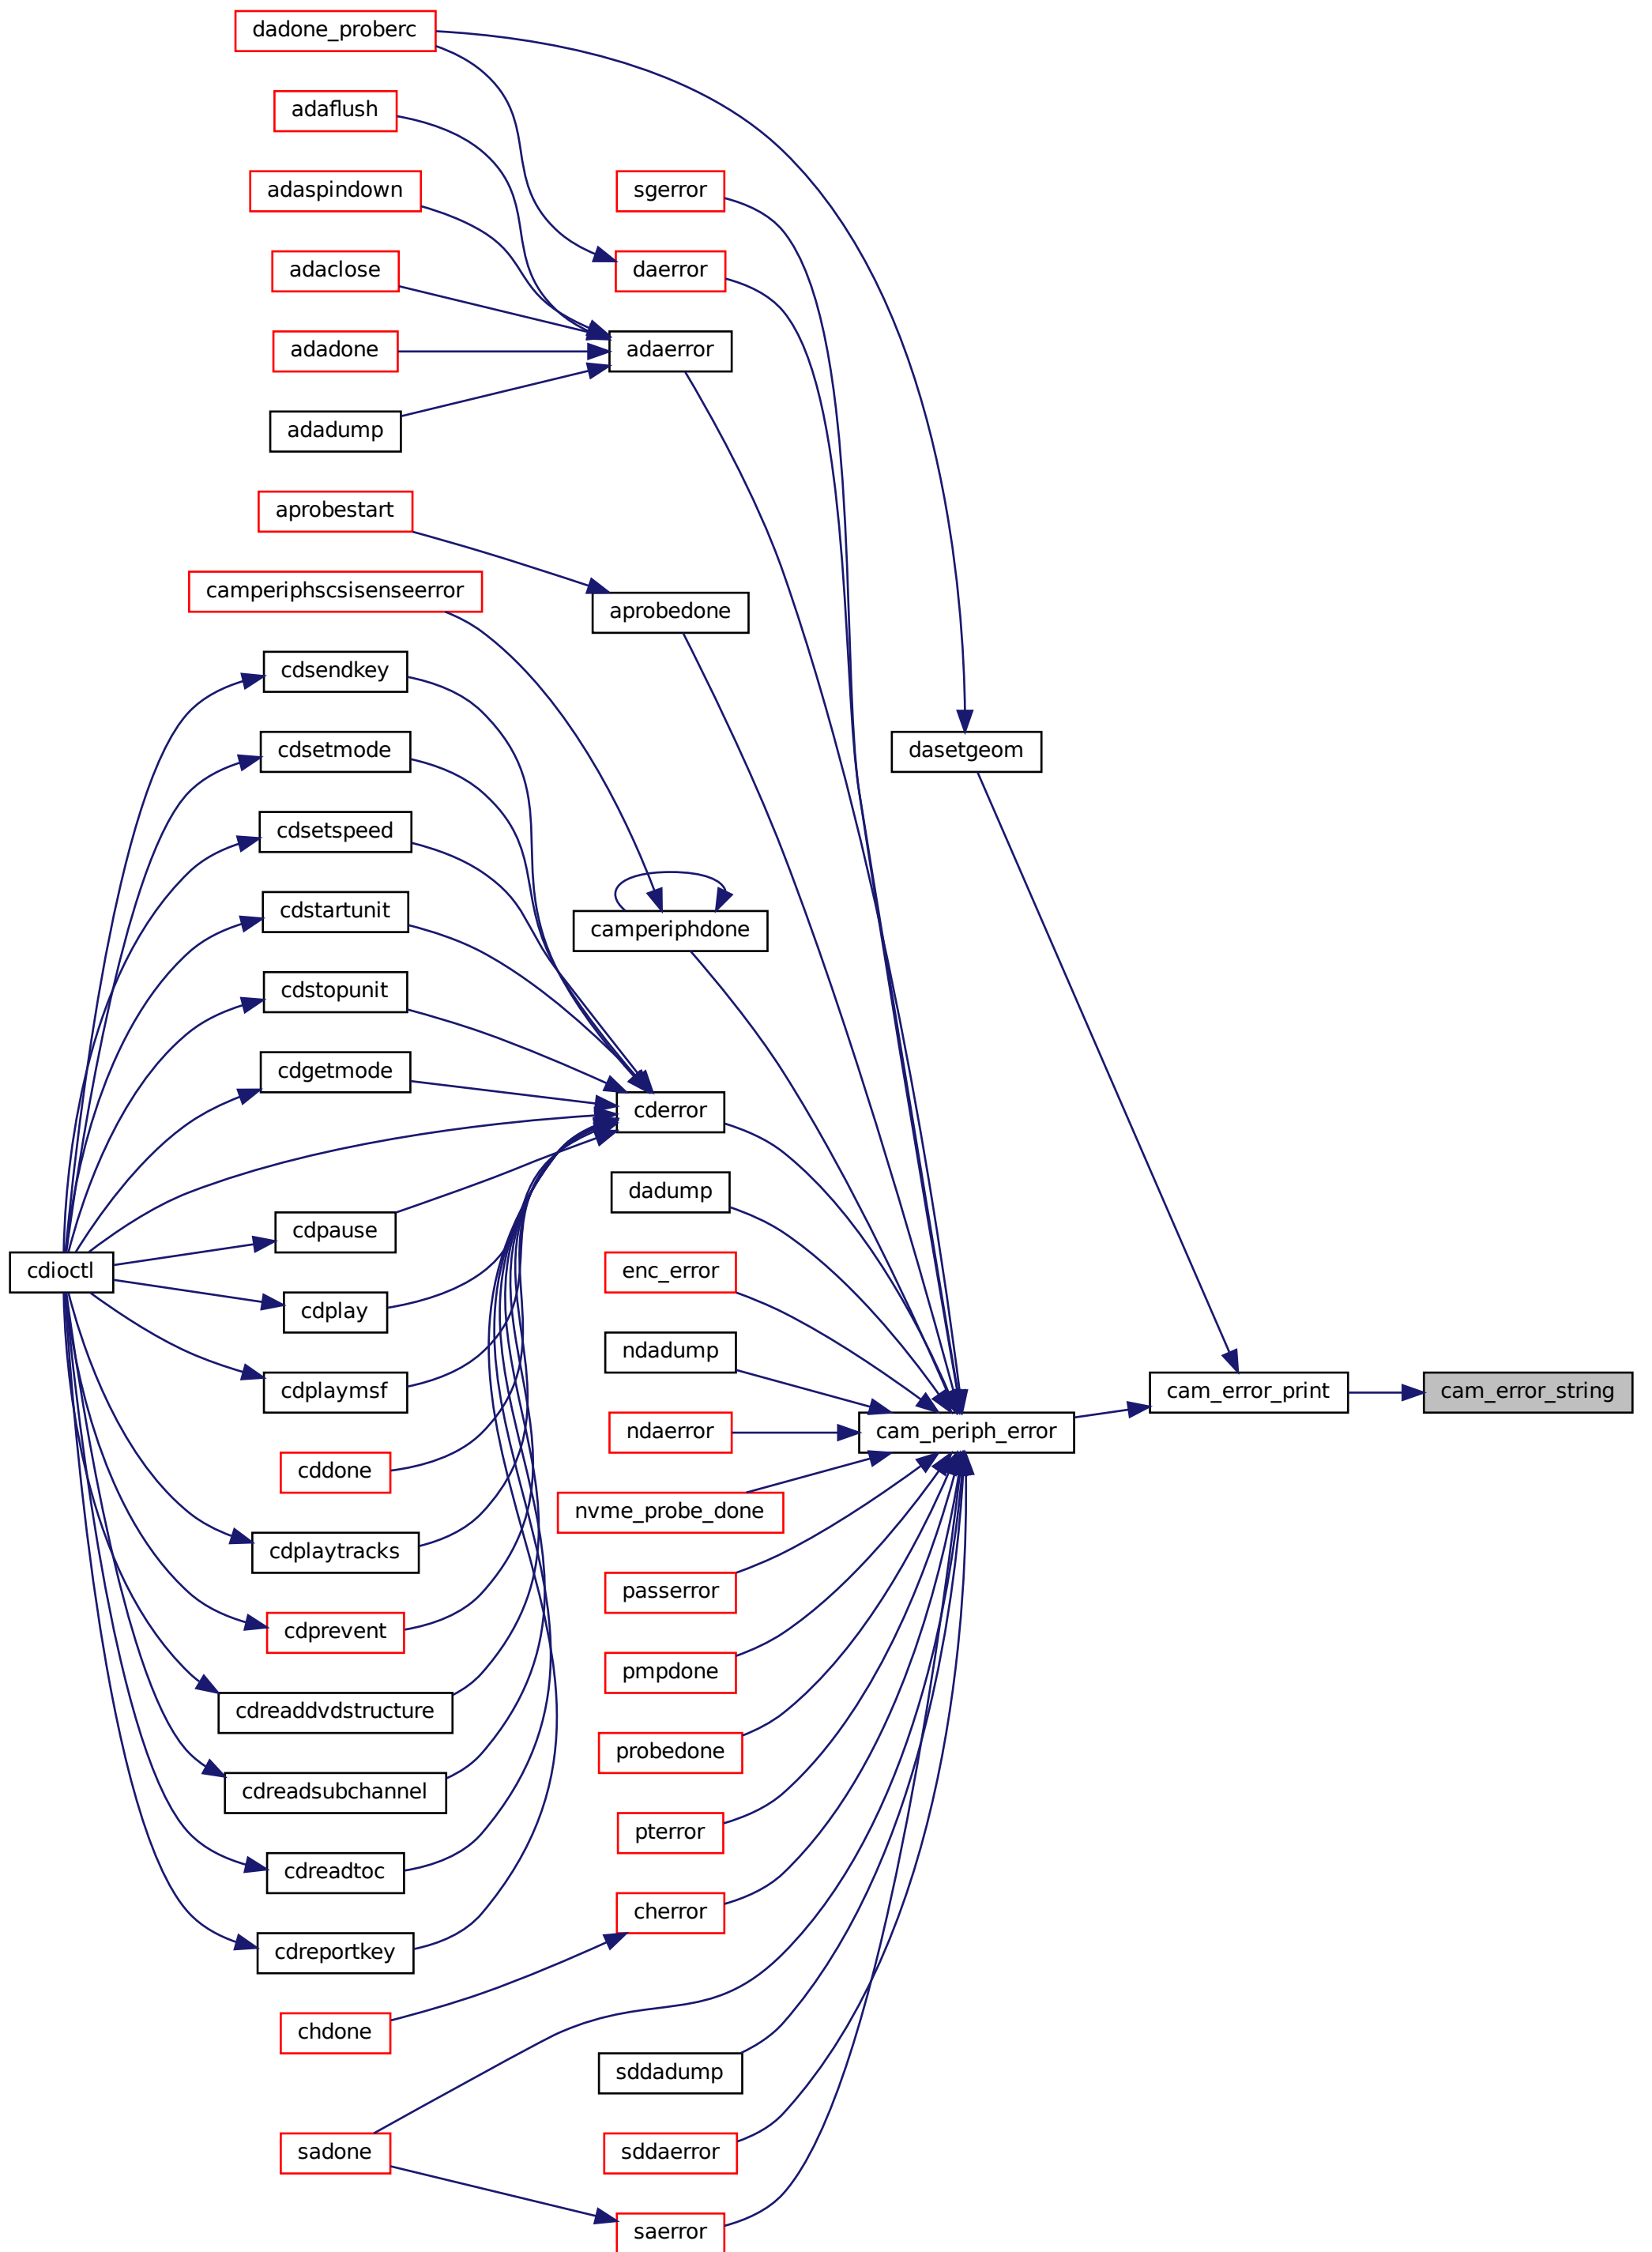 dadone_proberc
adaflush
adaspindown
sgerror
adaclose
daerror
adadone
adaerror
adadump
aprobestart
camperiphscsisenseerror
aprobedone
cdsendkey
cdsetmode
dasetgeom
cdsetspeed
cdstartunit
camperiphdone
cdstopunit
cdgetmode
cderror
dadump
cdpause
cdioctl
enc_error
cdplay
ndadump
cdplaymsf
cam_error_print
cam_error_string
ndaerror
cam_periph_error
cddone
nvme_probe_done
cdplaytracks
passerror
cdprevent
pmpdone
cdreaddvdstructure
probedone
cdreadsubchannel
pterror
cdreadtoc
cherror
cdreportkey
chdone
sddadump
sadone
sddaerror
saerror